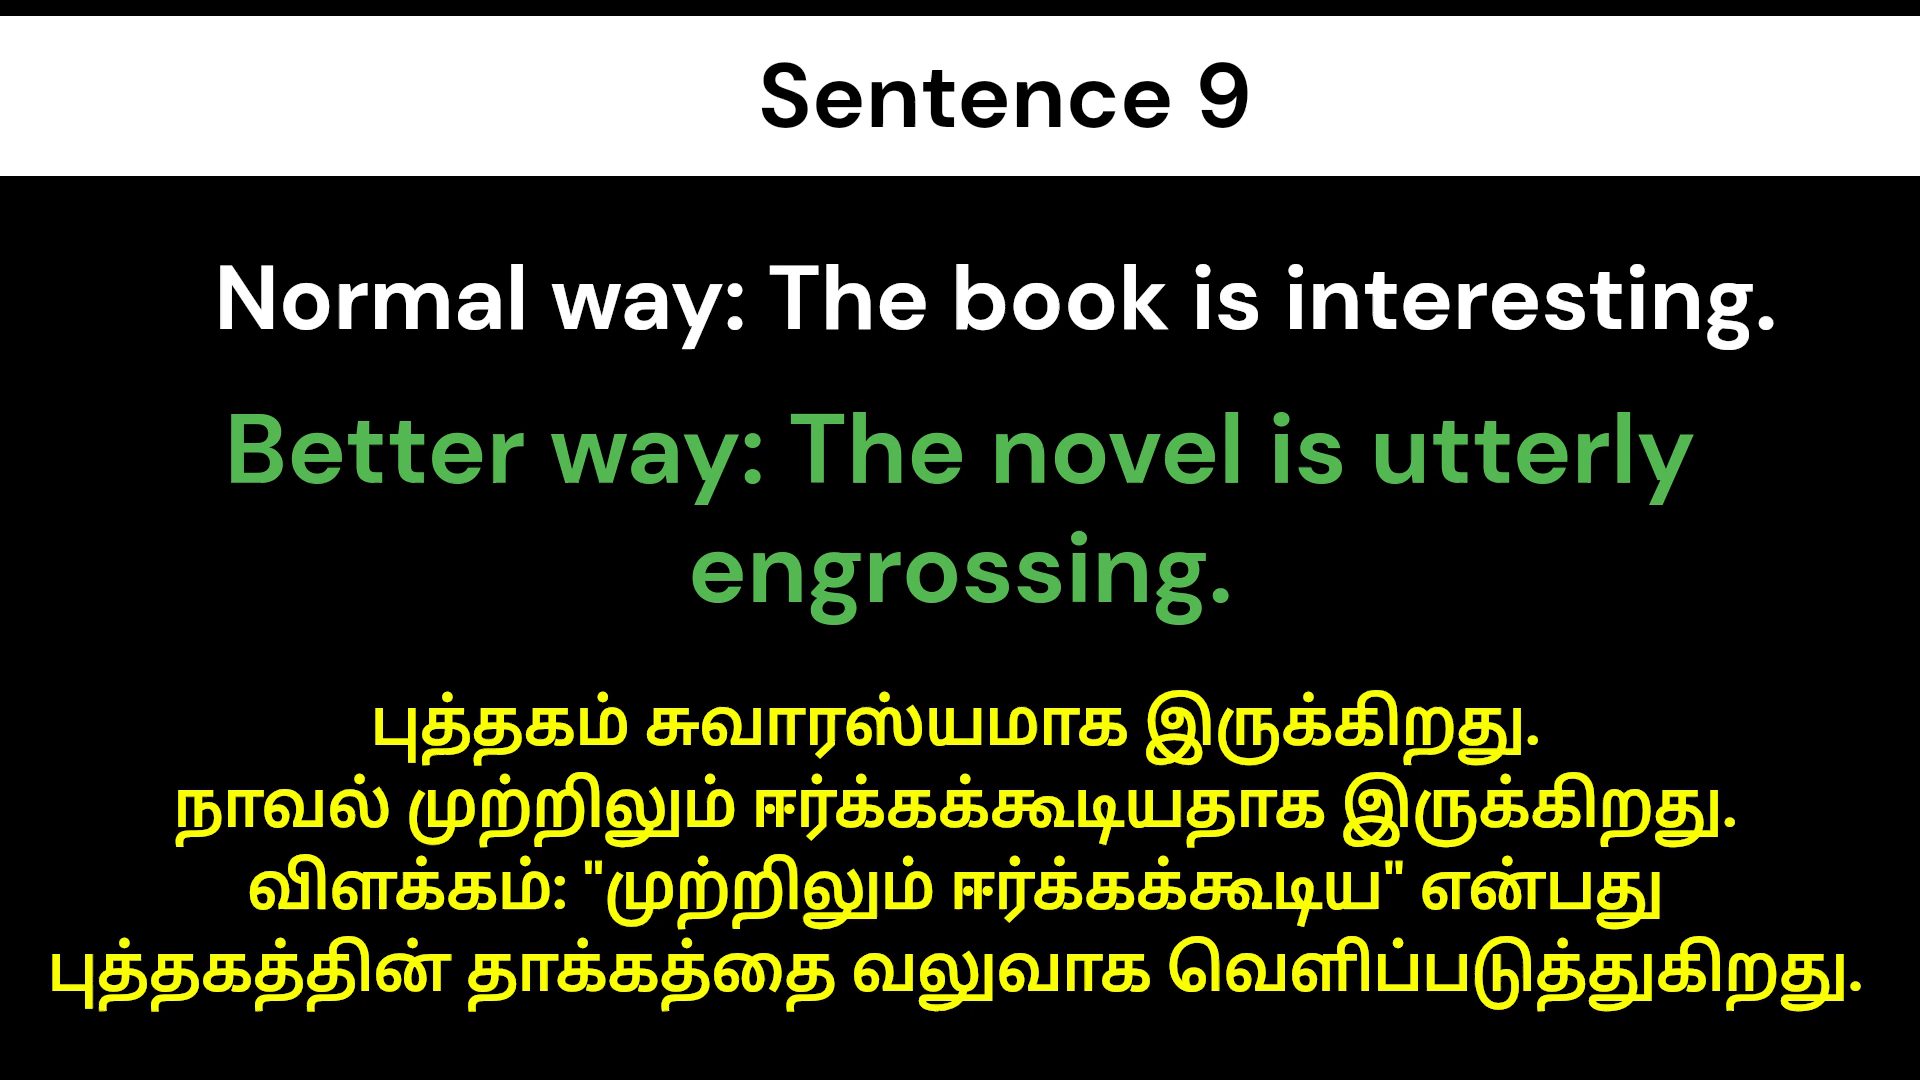 Sentence 9
Normal way: The book is interesting.
Better way: The novel is utterly
engrossing.
புத்தகம் சுவாரஸ்யமாக இருக்கிறது.
நாவல் முற்றிலும் ஈர்க்கக்கூடியதாக இருக்கிறது.
விளக்கம்: "முற்றிலும் ஈர்க்கக்கூடிய" என்பது
புத்தகத்தின் தாக்கத்தை வலுவாக வெளிப்படுத்துகிறது.